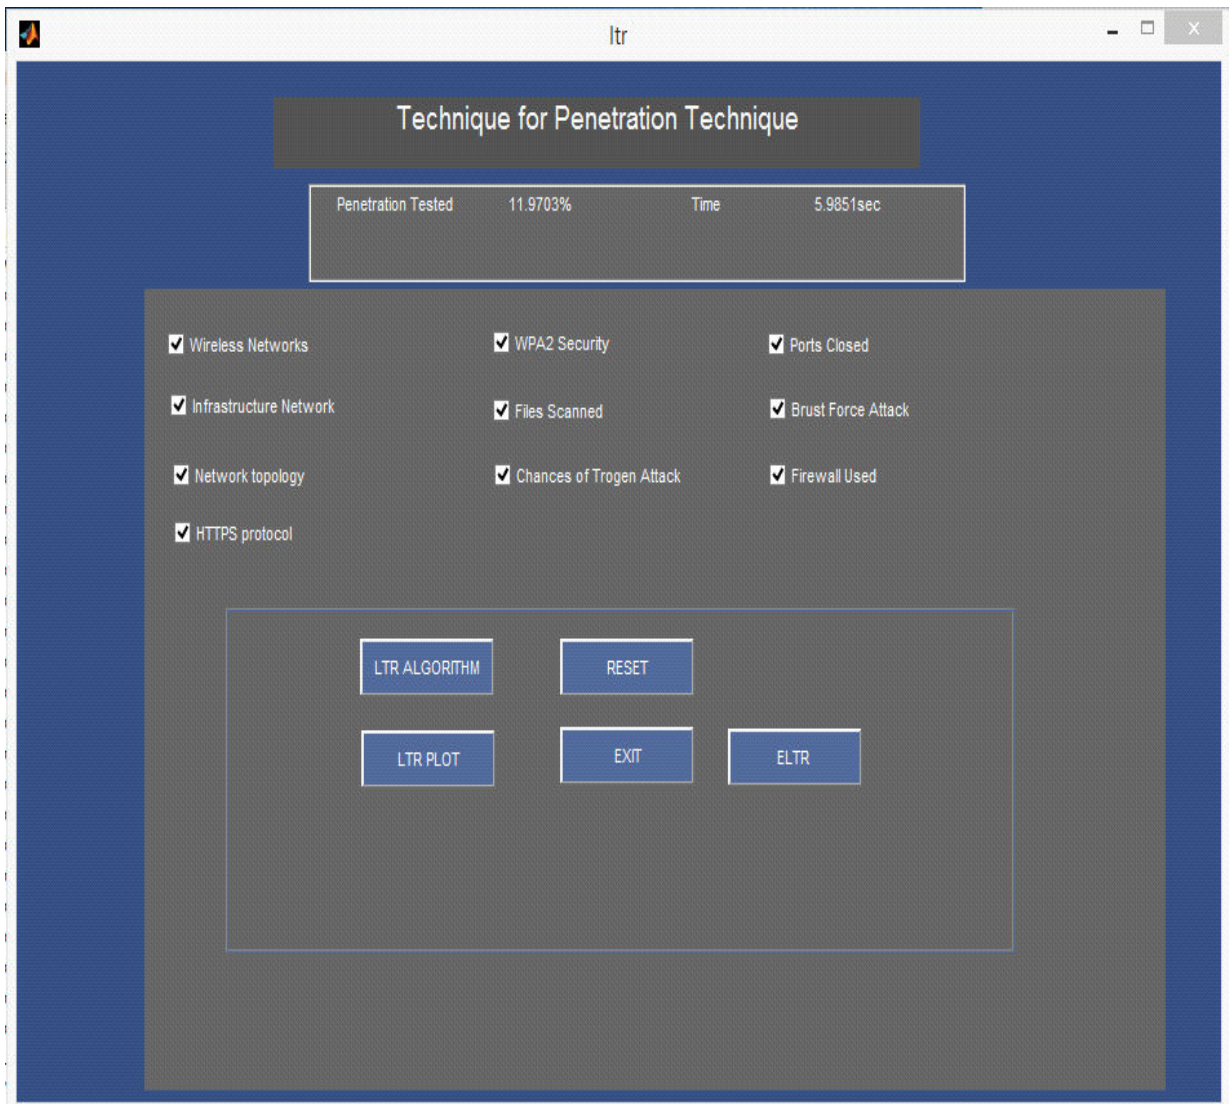 ltr
Technique for Penetration Technique
Penetration Tested 11.9703% Time 5.9851sec
Wireless Networks WPA2 Security Ports Closed
Infrastructure Network Files Scanned Brust Force Attack
Network topology Chances of Trogen Attack Firewall Used
HTTPS protocol
LTR ALGORITHM RESET
LTR PLOT EXIT ELTR